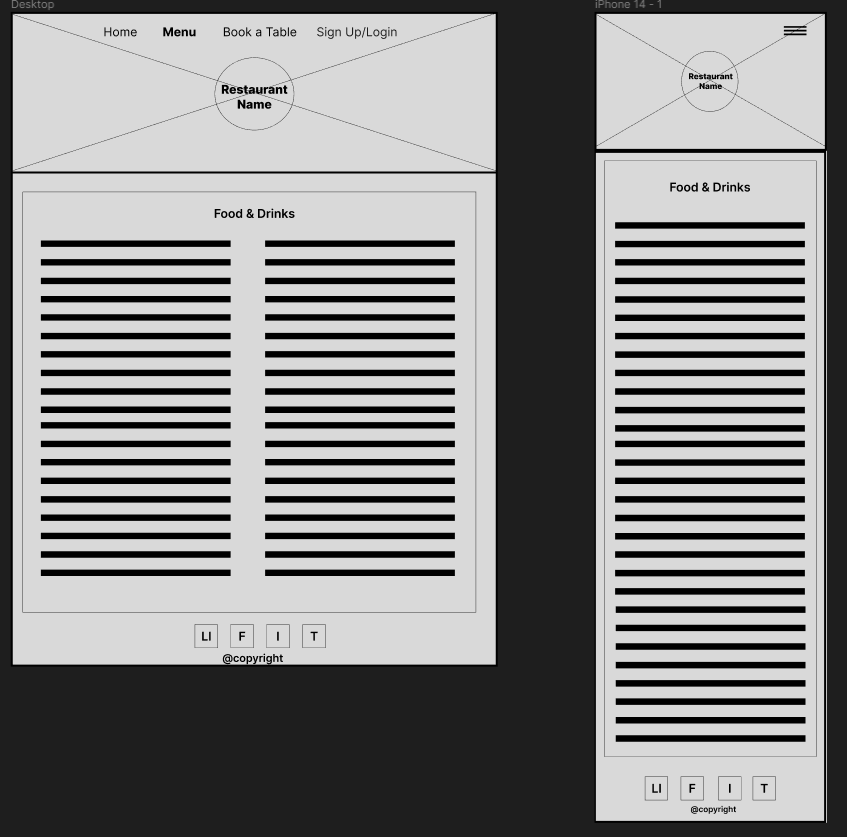 Desktop
Home Menu Book a Table Sign Up/Login
Restaurant
Name
Food & Drinks
LI F I T
@copyright
iPhone 14 - 1
Restaurant
Name
Food & Drinks
LI F I T
@copyright